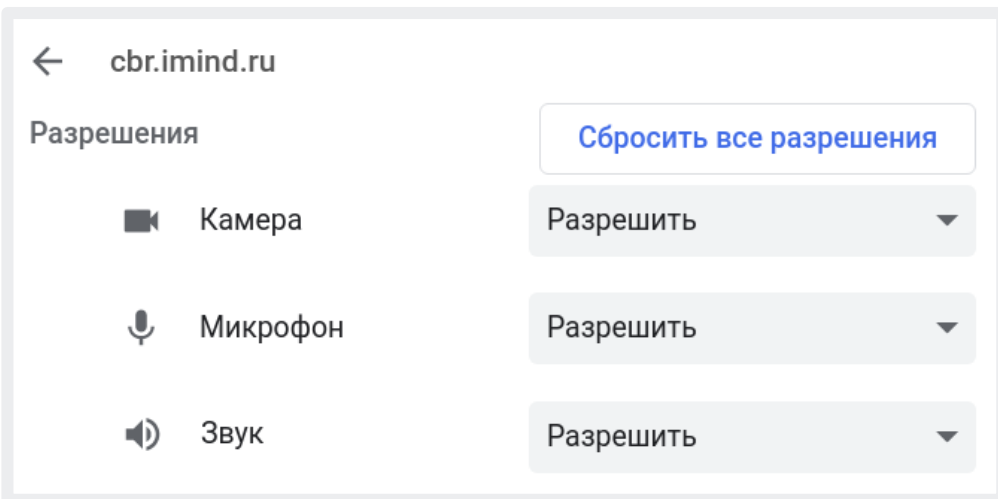 cbr.imind.ru
Разрешения
Сбросить все разрешения
Камера
Разрешить
Микрофон
Разрешить
Звук
Разрешить